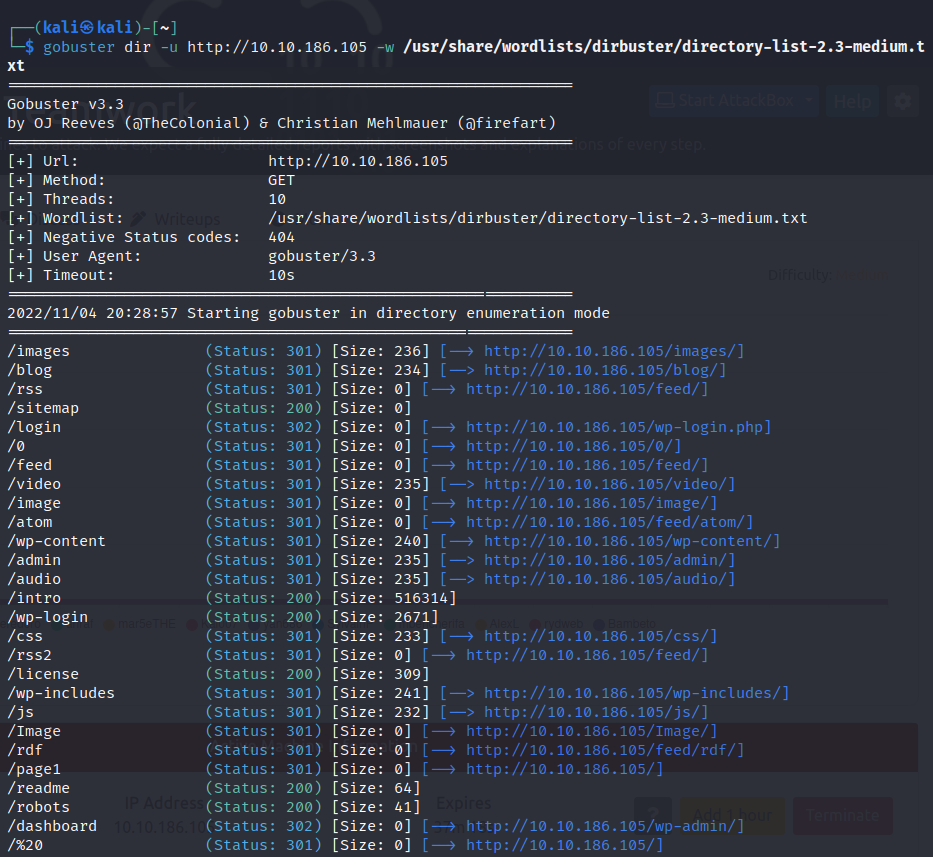 ┌──(kali㉿kali)-[~]
└─$ gobuster dir -u http://10.10.186.105 -w /usr/share/wordlists/dirbuster/directory-list-2.3-medium.t
xt
===============================================================
Gobuster v3.3
by OJ Reeves (@TheColonial) & Christian Mehlmauer (@firefart)
===============================================================
[+] Url:                     http://10.10.186.105
[+] Method:                  GET
[+] Threads:                 10
[+] Wordlist:                /usr/share/wordlists/dirbuster/directory-list-2.3-medium.txt
[+] Negative Status codes:   404
[+] User Agent:              gobuster/3.3
[+] Timeout:                 10s
===============================================================
2022/11/04 20:28:57 Starting gobuster in directory enumeration mode
===============================================================
/images               (Status: 301) [Size: 236] [--> http://10.10.186.105/images/]
/blog                 (Status: 301) [Size: 234] [--> http://10.10.186.105/blog/]
/rss                  (Status: 301) [Size: 0] [--> http://10.10.186.105/feed/]
/sitemap              (Status: 200) [Size: 0]
/login                (Status: 302) [Size: 0] [--> http://10.10.186.105/wp-login.php]
/0                    (Status: 301) [Size: 0] [--> http://10.10.186.105/0/]
/feed                 (Status: 301) [Size: 0] [--> http://10.10.186.105/feed/]
/video                (Status: 301) [Size: 235] [--> http://10.10.186.105/video/]
/image                (Status: 301) [Size: 0] [--> http://10.10.186.105/image/]
/atom                 (Status: 301) [Size: 0] [--> http://10.10.186.105/feed/atom/]
/wp-content           (Status: 301) [Size: 240] [--> http://10.10.186.105/wp-content/]
/admin                (Status: 301) [Size: 235] [--> http://10.10.186.105/admin/]
/audio                (Status: 301) [Size: 235] [--> http://10.10.186.105/audio/]
/intro                (Status: 200) [Size: 516314]
/wp-login             (Status: 200) [Size: 2671]
/css                  (Status: 301) [Size: 233] [--> http://10.10.186.105/css/]
/rss2                 (Status: 301) [Size: 0] [--> http://10.10.186.105/feed/]
/license              (Status: 200) [Size: 309]
/wp-includes          (Status: 301) [Size: 241] [--> http://10.10.186.105/wp-includes/]
/js                   (Status: 301) [Size: 232] [--> http://10.10.186.105/js/]
/Image                (Status: 301) [Size: 0] [--> http://10.10.186.105/Image/]
/rdf                  (Status: 301) [Size: 0] [--> http://10.10.186.105/feed/rdf/]
/page1                (Status: 301) [Size: 0] [--> http://10.10.186.105/]
/readme               (Status: 200) [Size: 64]
/robots               (Status: 200) [Size: 41]
/dashboard            (Status: 302) [Size: 0] [--> http://10.10.186.105/wp-admin/]
/%20                  (Status: 301) [Size: 0] [--> http://10.10.186.105/]
Start AttackBox
Help
Writeups
Difficulty:
IP Address
Expires
Add 1 hour
Terminate